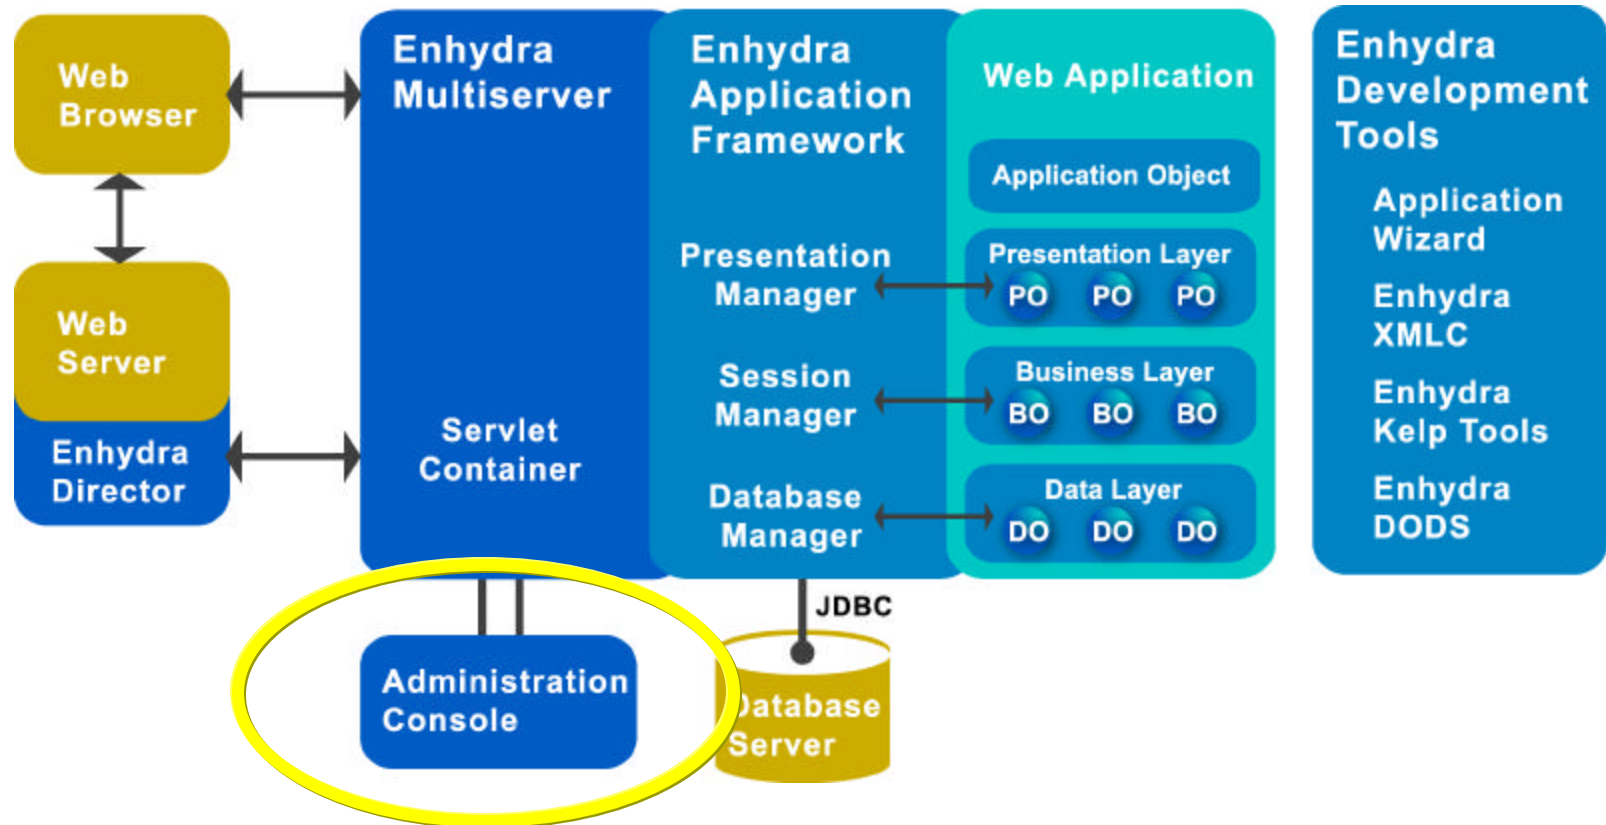 Web
Browser
Web
Server
Enhydra
Director
Enhydra
Multiserver
Servlet
Container
Administration
Console
Enhydra
Application
Framework
Presentation
Manager
Session
Manager
Database
Manager
JDBC
Database
Server
Web Application
Application Object
Presentation Layer
PO PO PO
Business Layer
BO BO BO
Data Layer
DO DO DO
Enhydra
Development
Tools
Application
Wizard
Enhydra
XMLC
Enhydra
Kelp Tools
Enhydra
DODS